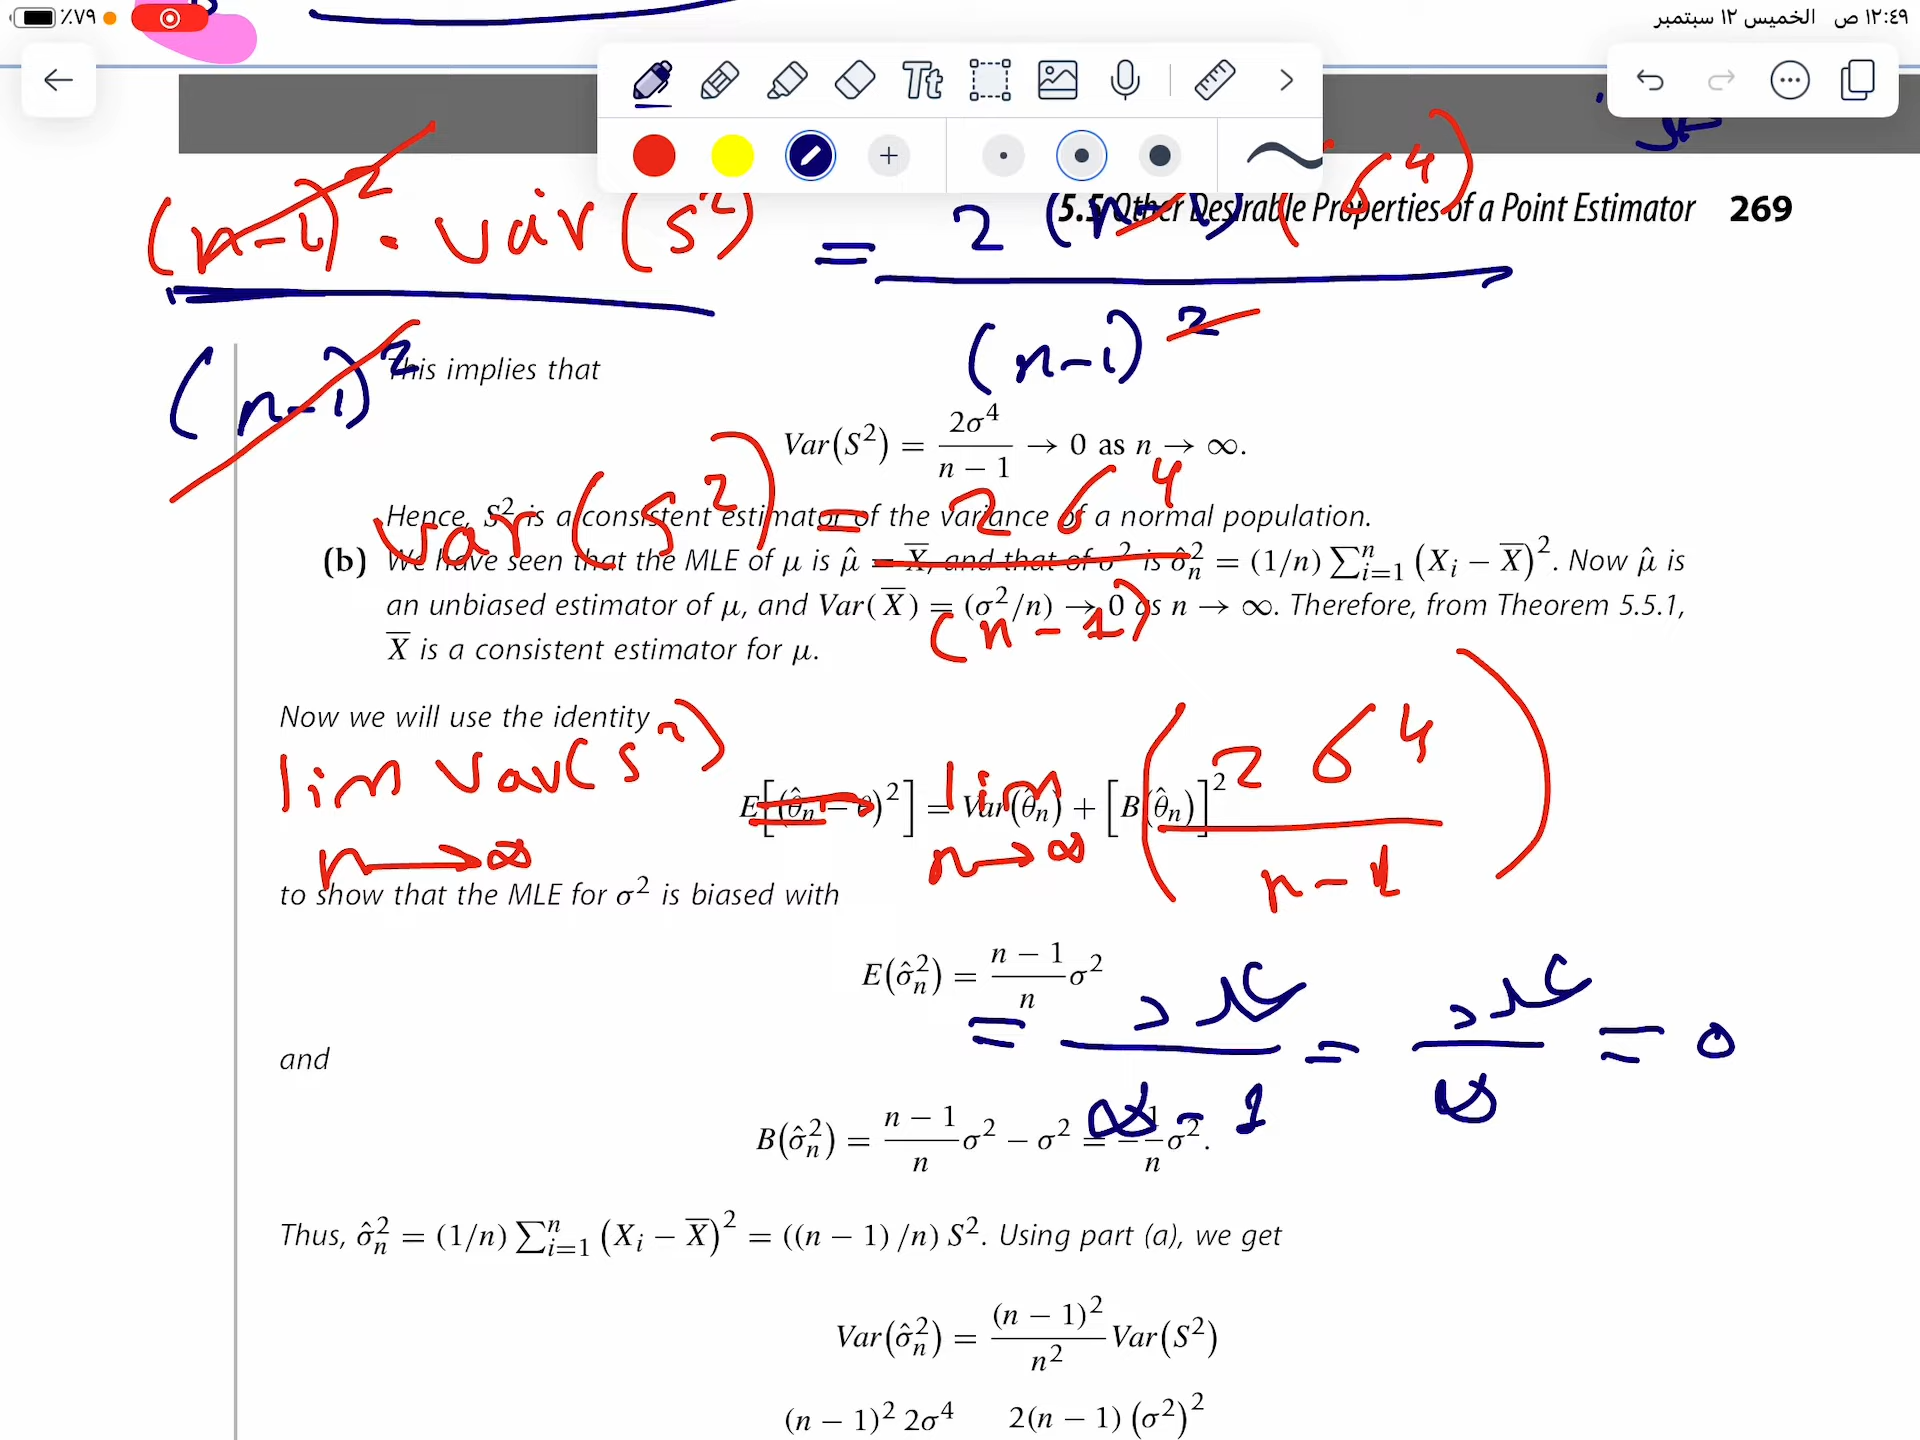 ٪٧٩ ١٢:٤٩ ص الخميس ١٢ سبتمبر
Tt
5.5 Other Desirable Properties of a Point Estimator 269
(n-1)² · var(s²) = 2(n-1)(6⁴)
(n-1)² (n-1)²
This implies that
Var(S²) = 2σ⁴ / (n − 1) → 0 as n → ∞.
var(s²) = 2 6⁴
(n-1)
Hence, S² is a consistent estimator of the variance of a normal population.
(b) We have seen that the MLE of μ is μ̂ = X̄, and that of σ² is σ̂²ₙ = (1/n) ∑ⁿᵢ₌₁ (Xᵢ − X̄)². Now μ̂ is
an unbiased estimator of μ, and Var(X̄) = (σ²/n) → 0 as n → ∞. Therefore, from Theorem 5.5.1,
X̄ is a consistent estimator for μ.
Now we will use the identity
lim var(s²) = lim (2 6⁴ / n-1)
n→∞ n→∞
E[(θ̂ₙ − θ)²] = Var(θ̂ₙ) + [B(θ̂ₙ)]²
to show that the MLE for σ² is biased with
E(σ̂²ₙ) = (n − 1)/n σ²
= عدد / ∞ - 1 = عدد / ∞ = 0
and
B(σ̂²ₙ) = (n − 1)/n σ² − σ² = −1/n σ².
Thus, σ̂²ₙ = (1/n) ∑ⁿᵢ₌₁ (Xᵢ − X̄)² = ((n − 1) /n) S². Using part (a), we get
Var(σ̂²ₙ) = (n − 1)²/n² Var(S²)
(n − 1)² 2σ⁴ 2(n − 1) (σ²)²